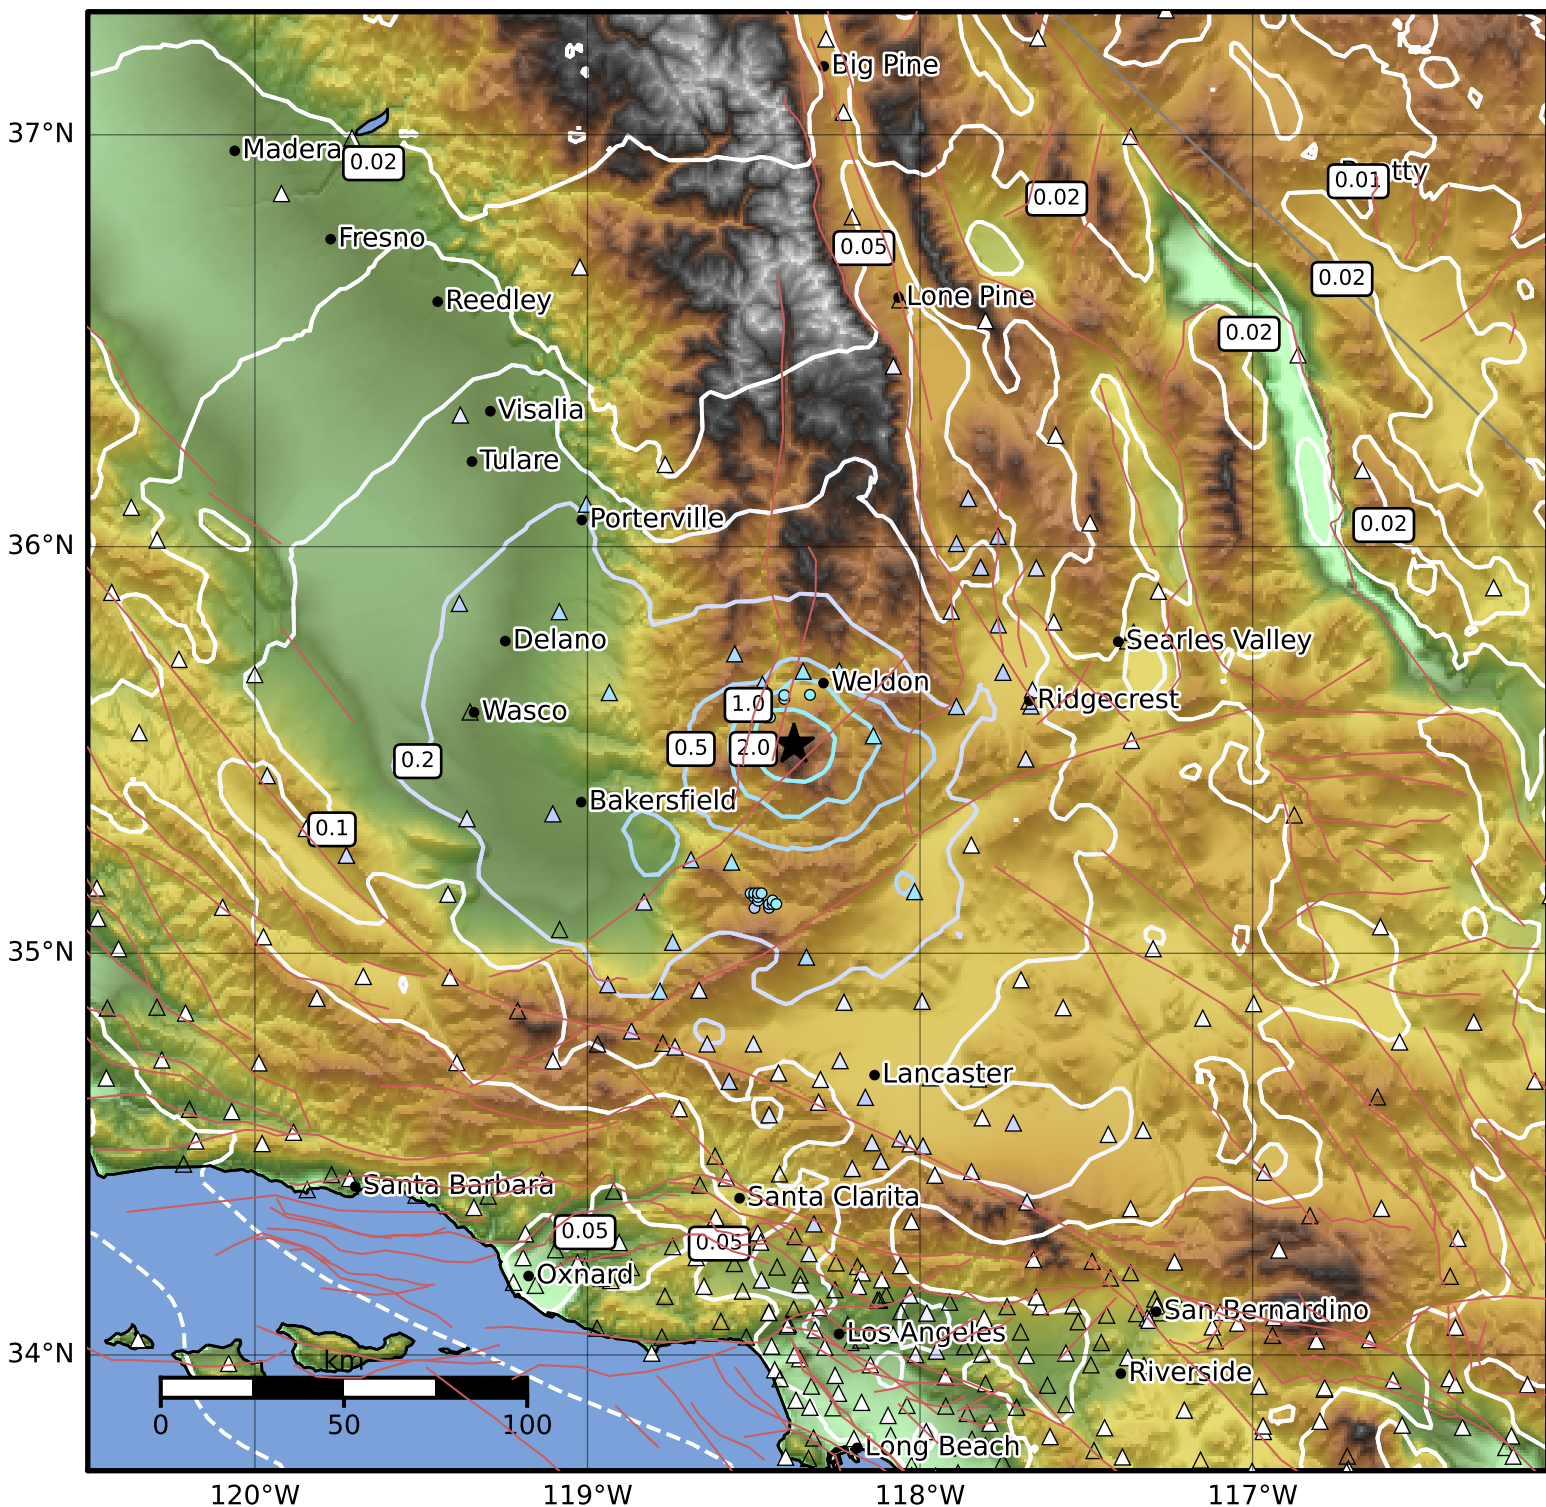 Big Pine
37°N
Madera
0.02
0.01
tty
0.02
Fresno
0.05
0.02
Reedley
Lone Pine
0.02
Visalia
Tulare
Porterville
0.02
36°N
Delano
Searles Valley
Weldon
Ridgecrest
1.0
Wasco
0.5
2.0
0.2
Bakersfield
0.1
35°N
Lancaster
Santa Barbara
Santa Clarita
0.05
0.05
Oxnard
San Bernardino
Los Angeles
34°N
km
Riverside
0
50
100
Long Beach
120°W
119°W
118°W
117°W